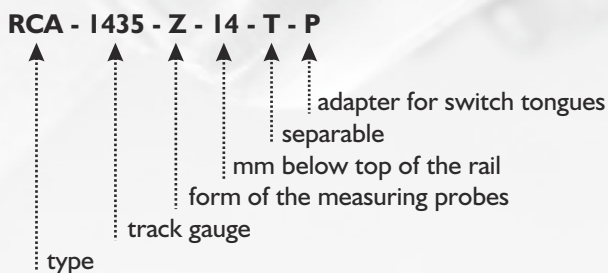 RCA - 1435 - Z - 14 - T - P
adapter for switch tongues
separable
mm below top of the rail
form of the measuring probes
track gauge
type